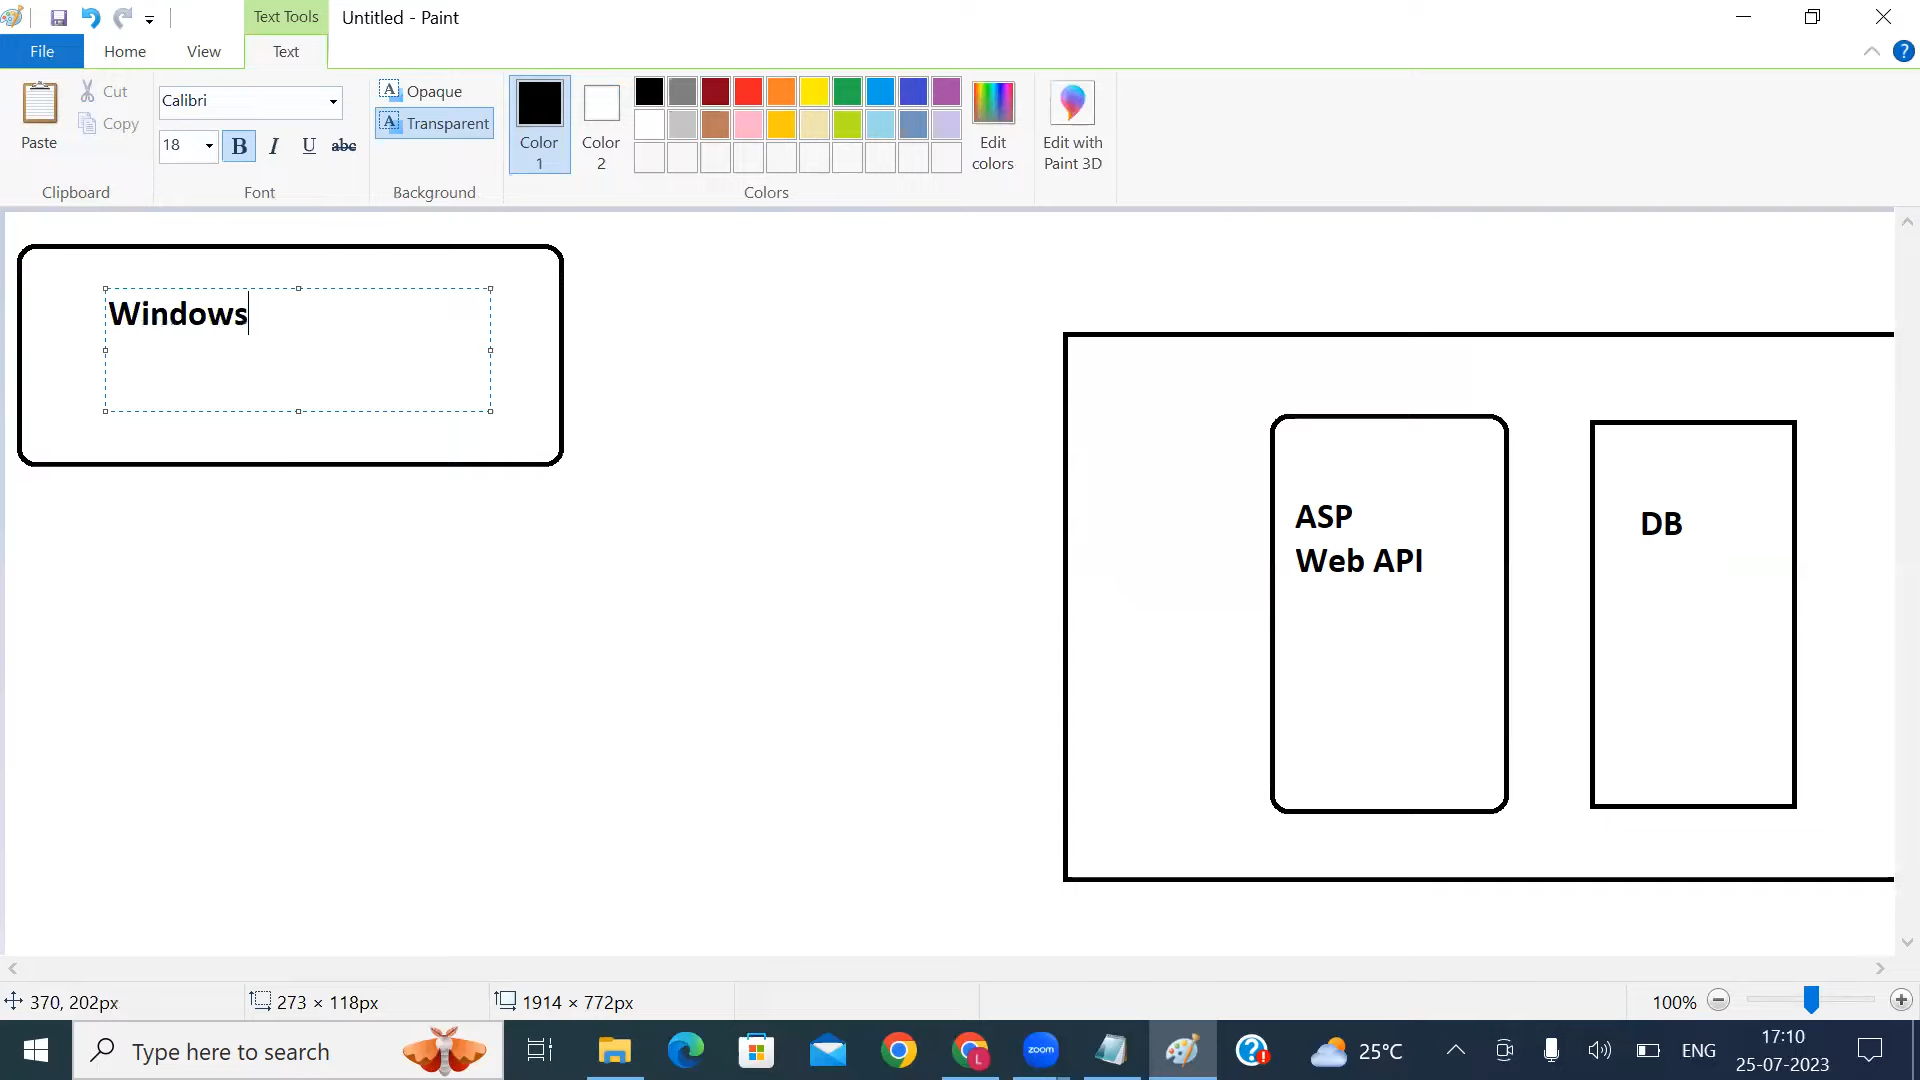 Text Tools
Untitled - Paint
File
Home
View
Text
Paste
Cut
Copy
Clipboard
Calibri
18
B
I
U
abc
Font
A Opaque
A Transparent
Background
Color 1
Color 2
Colors
Edit colors
Edit with Paint 3D
?
Windows
ASP
Web API
DB
370, 202px
273 × 118px
1914 × 772px
100%
Type here to search
L
zoom
?
!
25°C
ENG
17:10
25-07-2023